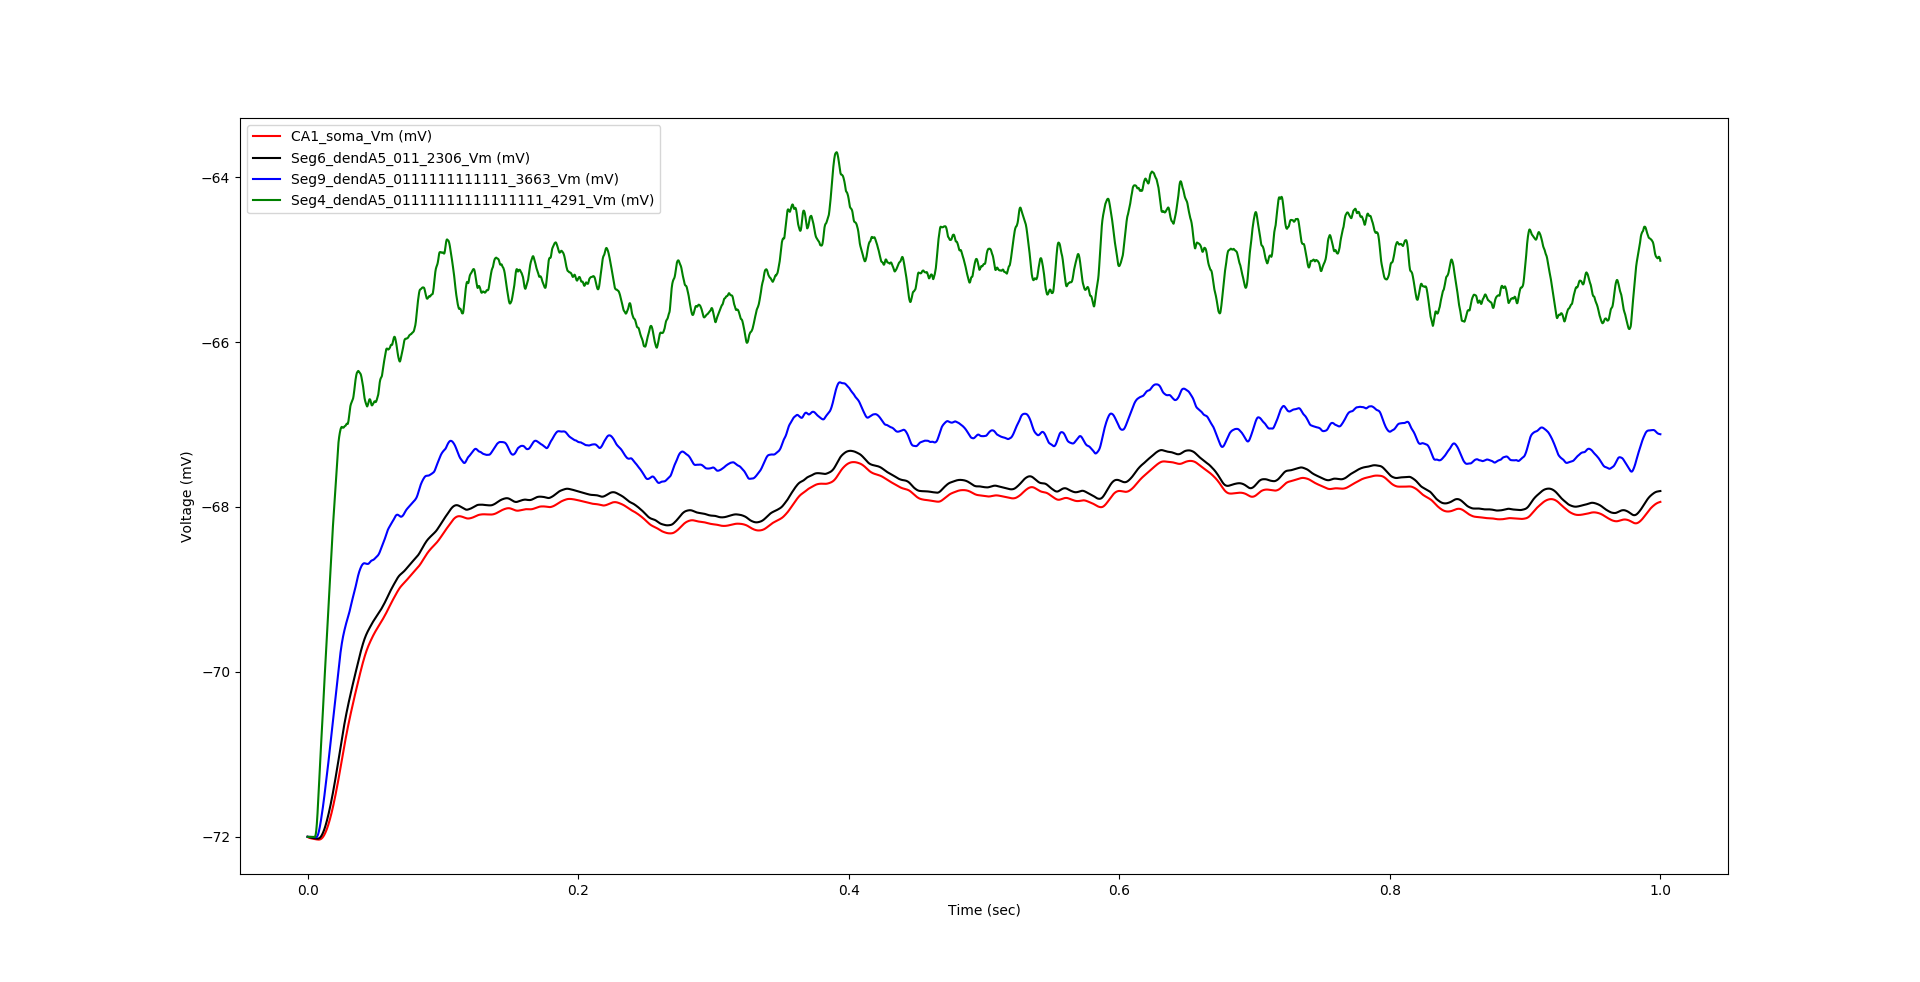 CA1_soma_Vm (mV)
Seg6_dendA5_011_2306_Vm (mV)
Seg9_dendA5_0111111111111_3663_Vm (mV)
Seg4_dendA5_01111111111111111_4291_Vm (mV)
−64
−66
−68
−70
−72
Voltage (mV)
0.0 0.2 0.4 0.6 0.8 1.0
Time (sec)